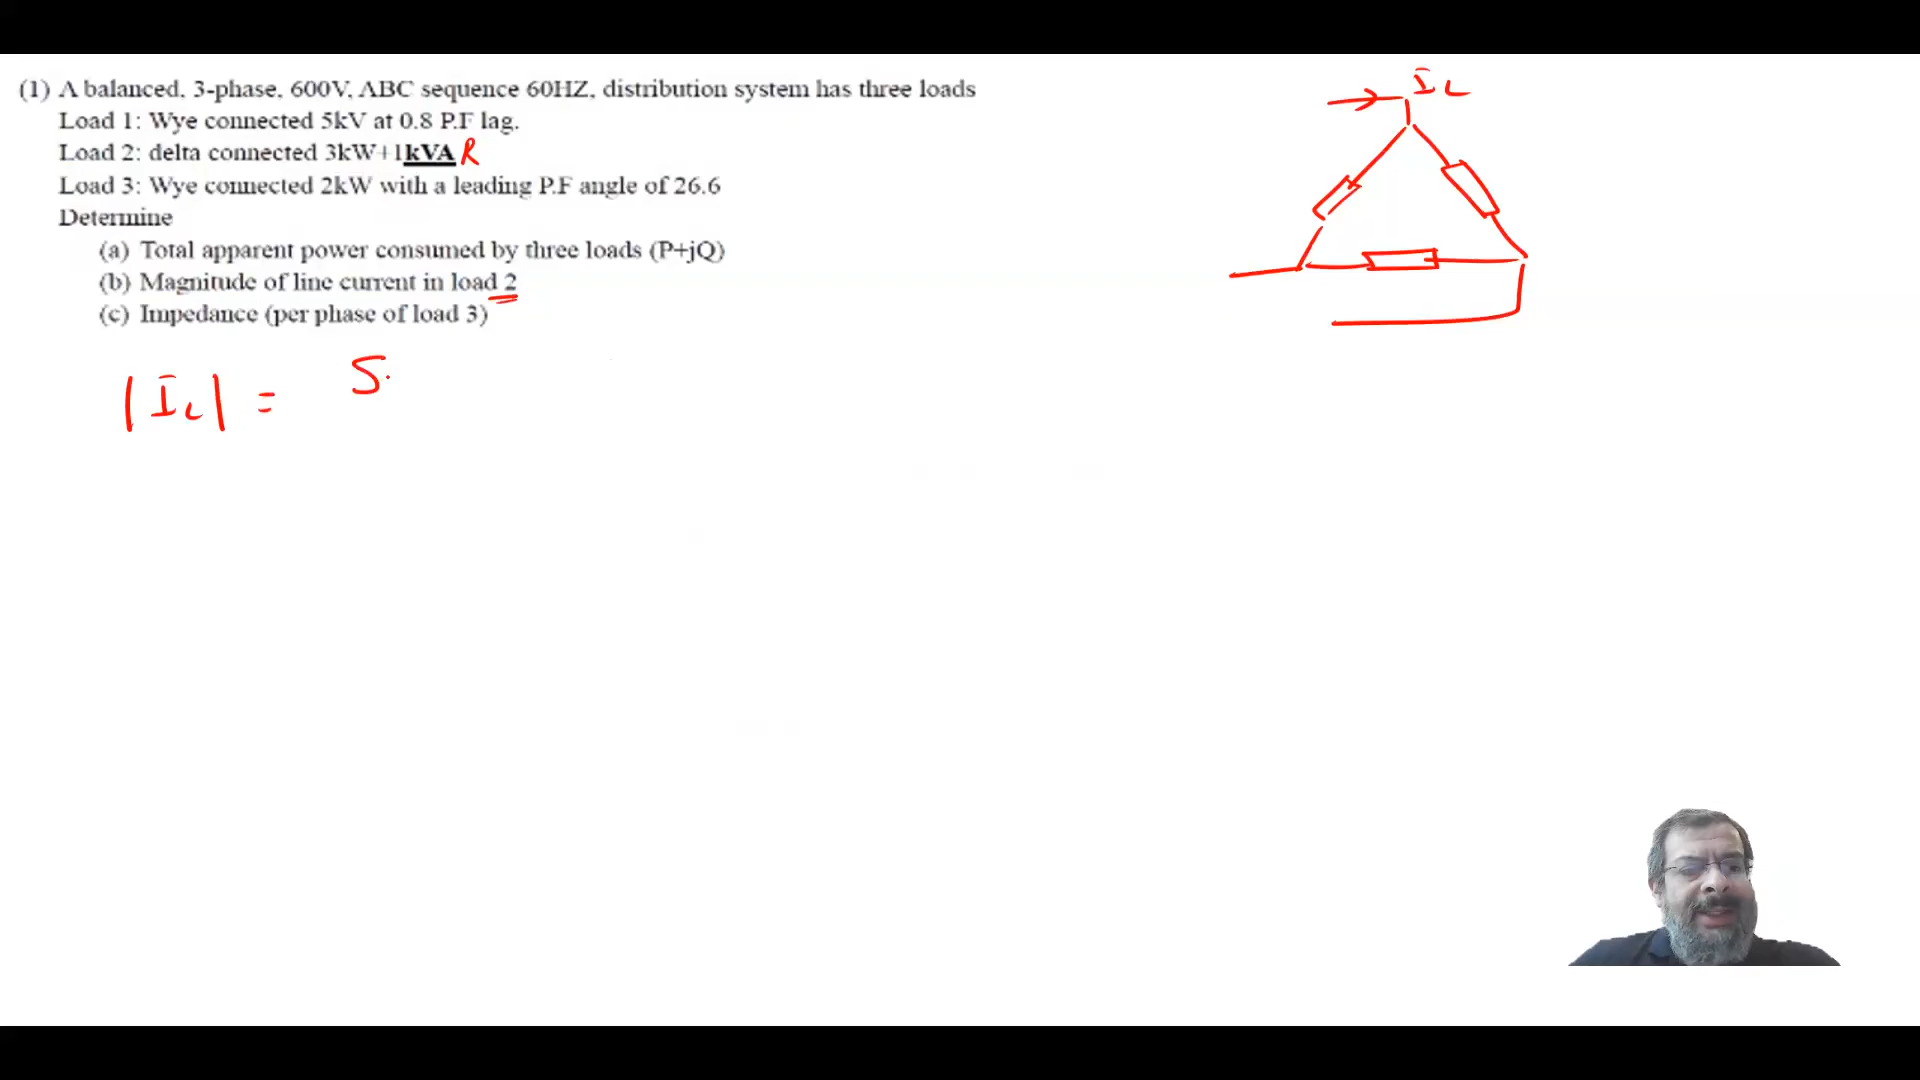 (1) A balanced, 3-phase, 600V, ABC sequence 60HZ, distribution system has three loads
Load 1: Wye connected 5kV at 0.8 P.F lag.
Load 2: delta connected 3kW+1kVA R
Load 3: Wye connected 2kW with a leading P.F angle of 26.6
Determine
(a) Total apparent power consumed by three loads (P+jQ)
(b) Magnitude of line current in load 2
(c) Impedance (per phase of load 3)
I L
|I L| = S